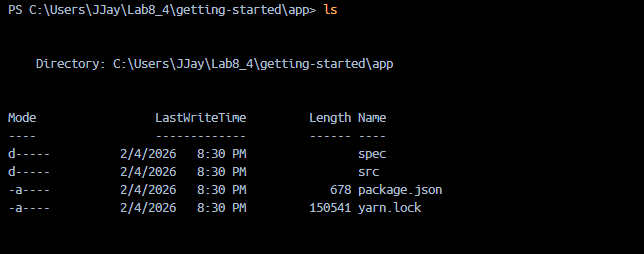 PS C:\Users\JJay\Lab8_4\getting-started\app> ls
Directory: C:\Users\JJay\Lab8_4\getting-started\app
Mode                 LastWriteTime         Length Name
----                 -------------         ------ ----
d-----          2/4/2026   8:30 PM                spec
d-----          2/4/2026   8:30 PM                src
-a----          2/4/2026   8:30 PM            678 package.json
-a----          2/4/2026   8:30 PM         150541 yarn.lock